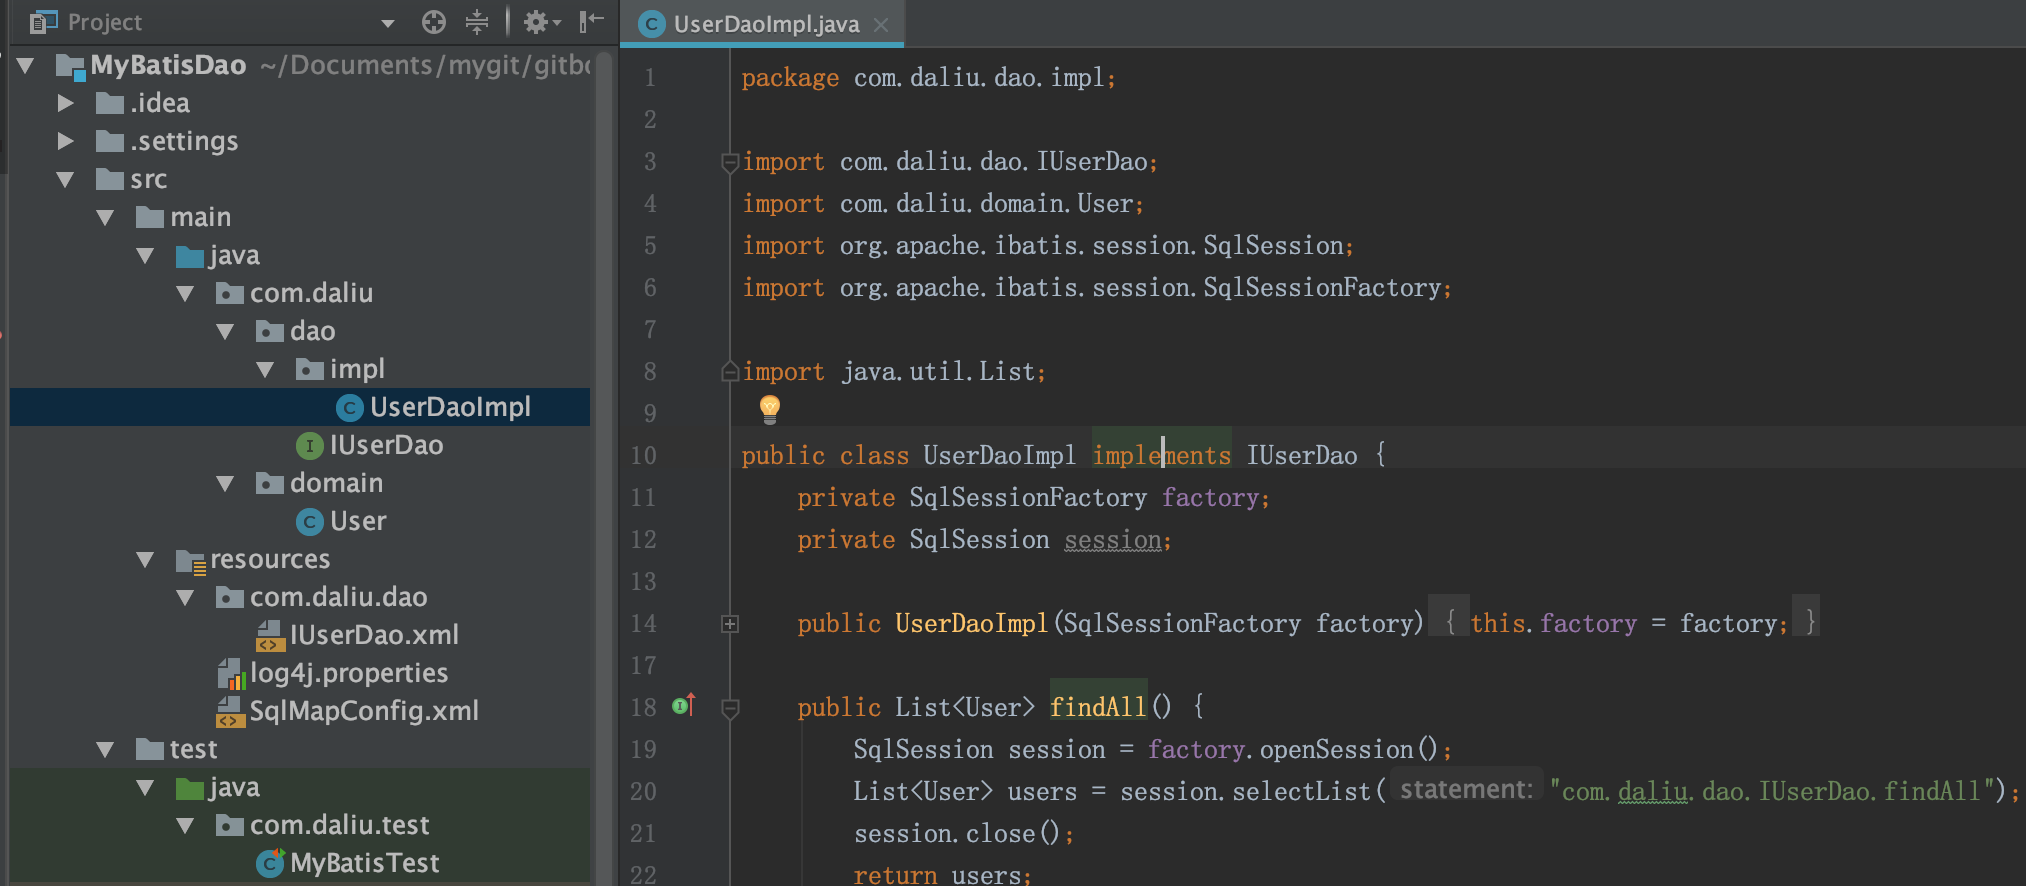 Project
MyBatisDao ~/Documents/mygit/gitb
.idea
.settings
src
main
java
com.daliu
dao
impl
UserDaoImpl
IUserDao
domain
User
resources
com.daliu.dao
IUserDao.xml
log4j.properties
SqlMapConfig.xml
test
java
com.daliu.test
MyBatisTest
UserDaoImpl.java
1 package com.daliu.dao.impl;
2
3 import com.daliu.dao.IUserDao;
4 import com.daliu.domain.User;
5 import org.apache.ibatis.session.SqlSession;
6 import org.apache.ibatis.session.SqlSessionFactory;
7
8 import java.util.List;
9
10 public class UserDaoImpl implements IUserDao {
11 private SqlSessionFactory factory;
12 private SqlSession session;
13
14 public UserDaoImpl(SqlSessionFactory factory) { this.factory = factory; }
17
18 public List<User> findAll() {
19 SqlSession session = factory.openSession();
20 List<User> users = session.selectList( statement: "com.daliu.dao.IUserDao.findAll");
21 session.close();
22 return users;